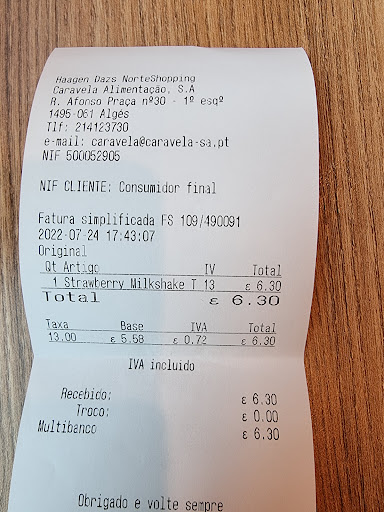 Haagen Dazs NorteShopping
Caravela Alimentação, S.A
R. Afonso Praça nº30 - 1º esqº
1495-061 Algés
Tlf: 214123730
e-mail: caravela@caravela-sa.pt
NIF 500052905
NIF CLIENTE: Consumidor final
Fatura simplificada FS 109/490091
2022-07-24 17:43:07
Original
Qt Artigo IV Total
1 Strawberry Milkshake T 13 € 6.30
Total € 6.30
Taxa Base IVA Total
13.00 € 5.58 € 0.72 € 6.30
IVA incluido
Recebido: € 6.30
Troco: € 0.00
Multibanco € 6.30
Obrigado e volte sempre